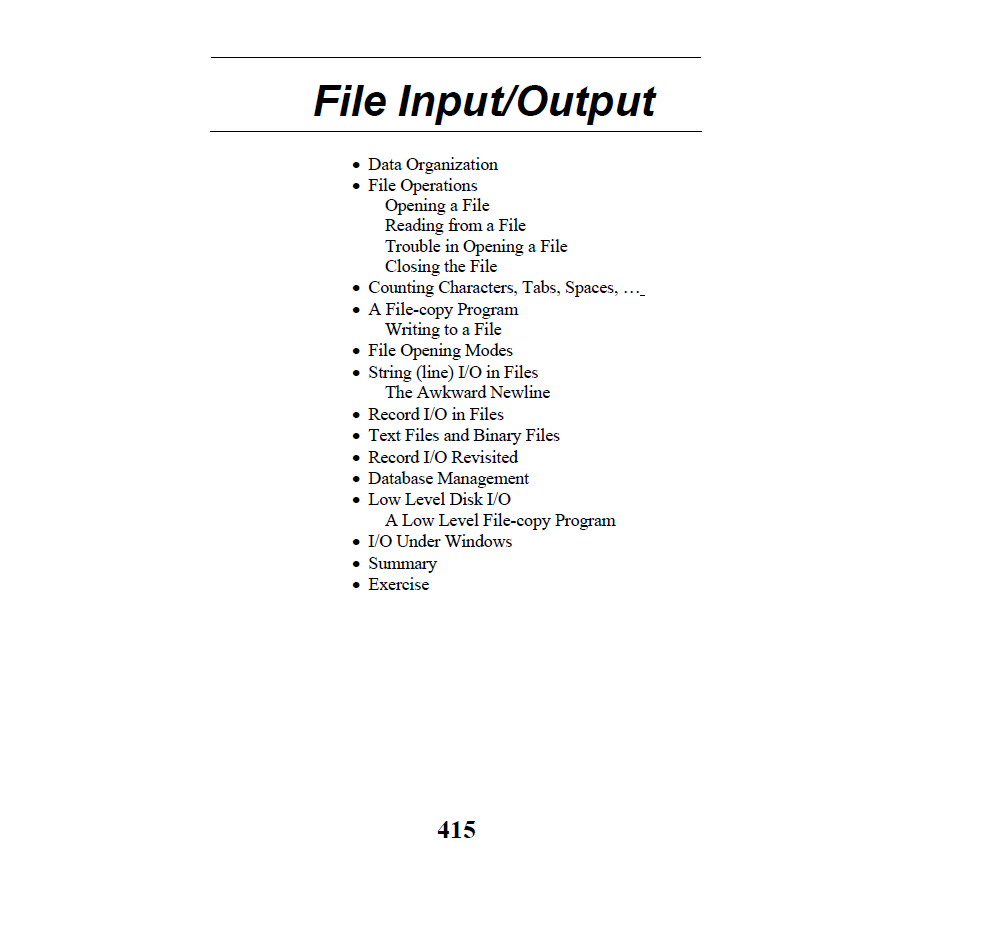 File Input/Output
• Data Organization
• File Operations
Opening a File
Reading from a File
Trouble in Opening a File
Closing the File
• Counting Characters, Tabs, Spaces, …_
• A File-copy Program
Writing to a File
• File Opening Modes
• String (line) I/O in Files
The Awkward Newline
• Record I/O in Files
• Text Files and Binary Files
• Record I/O Revisited
• Database Management
• Low Level Disk I/O
A Low Level File-copy Program
• I/O Under Windows
• Summary
• Exercise
415